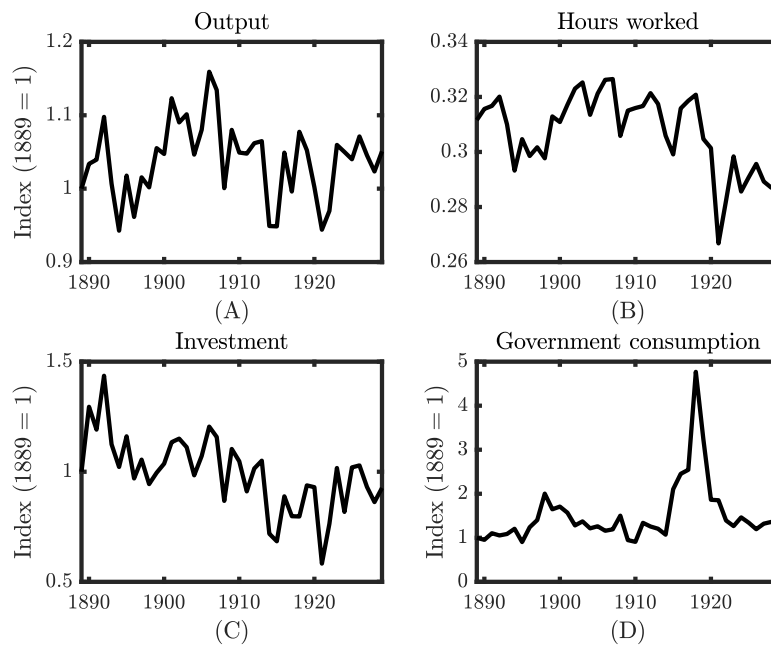 Output
Index (1889 = 1)
1.2
1.1
1
0.9
1890 1900 1910 1920
(A)
Hours worked
0.34
0.32
0.3
0.28
0.26
1890 1900 1910 1920
(B)
Investment
Index (1889 = 1)
1.5
1
0.5
1890 1900 1910 1920
(C)
Government consumption
Index (1889 = 1)
5
4
3
2
1
0
1890 1900 1910 1920
(D)